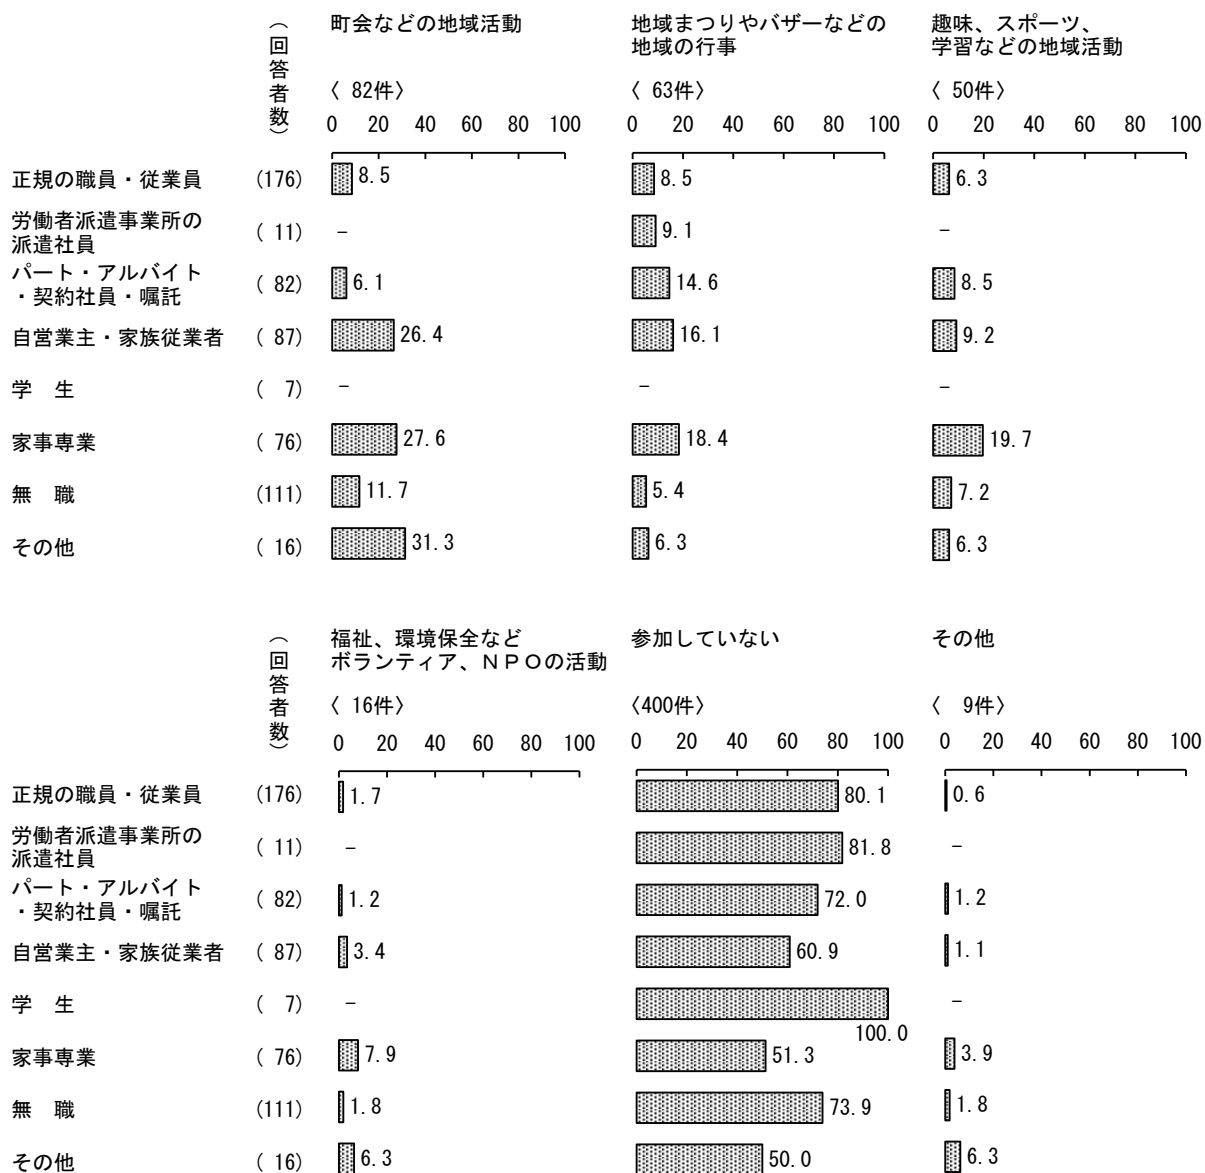 （回答者数）
町会などの地域活動
地域まつりやバザーなどの
地域の行事
趣味、スポーツ、
学習などの地域活動
〈 82件〉
〈 63件〉
〈 50件〉
0 20 40 60 80 100
0 20 40 60 80 100
0 20 40 60 80 100
正規の職員・従業員 (176) 8.5 8.5 6.3
労働者派遣事業所の
派遣社員 ( 11) － 9.1 －
パート・アルバイト
・契約社員・嘱託 ( 82) 6.1 14.6 8.5
自営業主・家族従業者 ( 87) 26.4 16.1 9.2
学 生 ( 7) － － －
家事専業 ( 76) 27.6 18.4 19.7
無 職 (111) 11.7 5.4 7.2
その他 ( 16) 31.3 6.3 6.3
（回答者数）
福祉、環境保全など
ボランティア、ＮＰＯの活動
参加していない
その他
〈 16件〉
〈400件〉
〈 9件〉
0 20 40 60 80 100
0 20 40 60 80 100
0 20 40 60 80 100
正規の職員・従業員 (176) 1.7 80.1 0.6
労働者派遣事業所の
派遣社員 ( 11) － 81.8 －
パート・アルバイト
・契約社員・嘱託 ( 82) 1.2 72.0 1.2
自営業主・家族従業者 ( 87) 3.4 60.9 1.1
学 生 ( 7) － 100.0 －
家事専業 ( 76) 7.9 51.3 3.9
無 職 (111) 1.8 73.9 1.8
その他 ( 16) 6.3 50.0 6.3